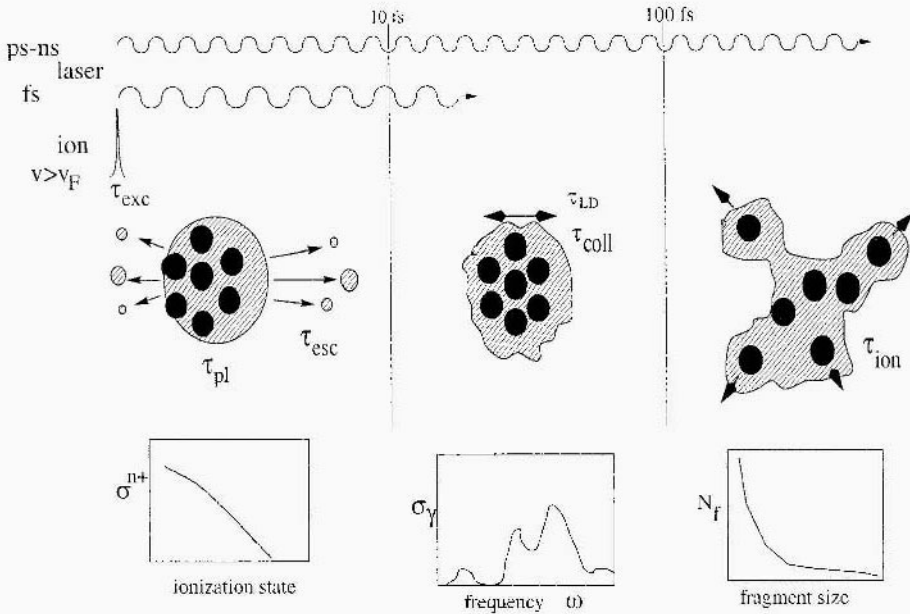 10 fs
100 fs
ps-ns
laser
fs
ion
v>v_F
τ_exc
τ_LD
τ_coll
τ_esc
τ_pl
τ_ion
σ^n+
σ_γ
N_f
ionization state
frequency ω
fragment size